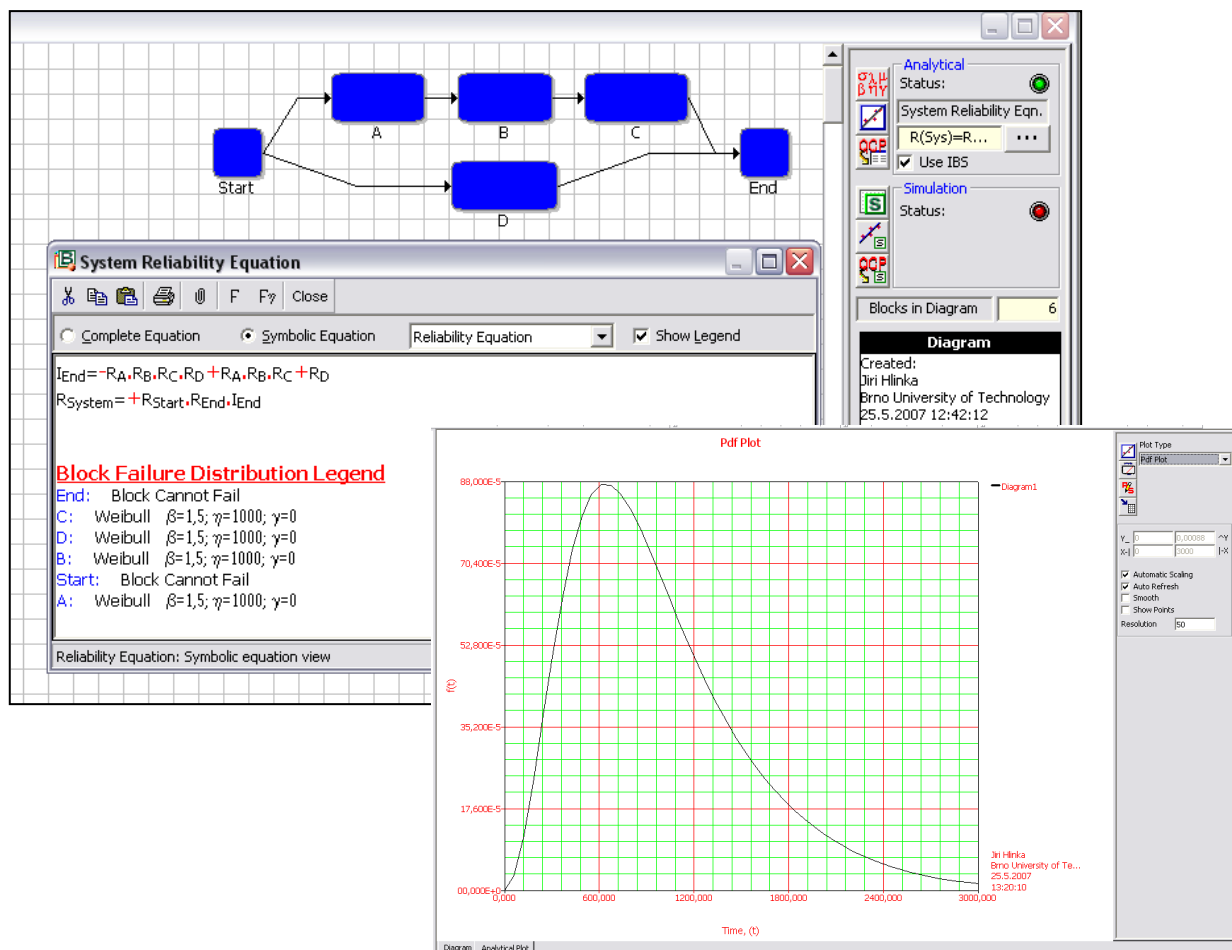 Analytical
Status:
System Reliability Eqn.
R(Sys)=R...
...
Use IBS
Simulation
Status:
Blocks in Diagram 6
Diagram
Created:
Jiri Hlinka
Brno University of Technology
25.5.2007 12:42:12
A
B
C
Start
End
D
System Reliability Equation
F Close
Complete Equation Symbolic Equation Reliability Equation Show Legend
IEnd=-RA.RB.RC.RD+RA.RB.RC+RD
RSystem=+RStart.REnd.IEnd
Block Failure Distribution Legend
End: Block Cannot Fail
C: Weibull β=1,5; η=1000; γ=0
D: Weibull β=1,5; η=1000; γ=0
B: Weibull β=1,5; η=1000; γ=0
Start: Block Cannot Fail
A: Weibull β=1,5; η=1000; γ=0
Reliability Equation: Symbolic equation view
Pdf Plot
88,000E-5
70,400E-5
52,800E-5
35,200E-5
17,600E-5
00,000E+0
f(t)
0,000
600,000
1200,000
1800,000
2400,000
3000,000
Time, (t)
Diagram1
Jiri Hlinka
Brno University of Te...
25.5.2007
13:20:10
Diagram Analytical Plot
Plot Type
Pdf Plot
Y_ 0 0,00088 ^Y
X-| 0 3000 |-X
Automatic Scaling
Auto Refresh
Smooth
Show Points
Resolution 50